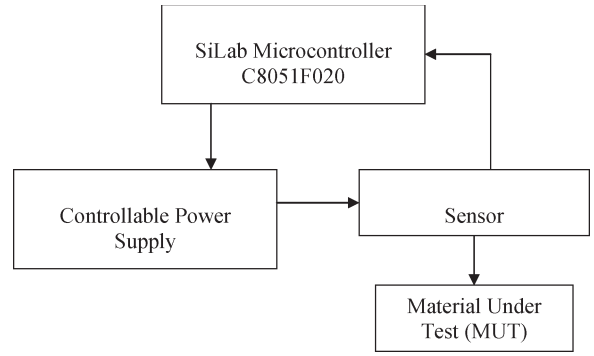 SiLab Microcontroller
C8051F020
Controllable Power
Supply
Sensor
Material Under
Test (MUT)